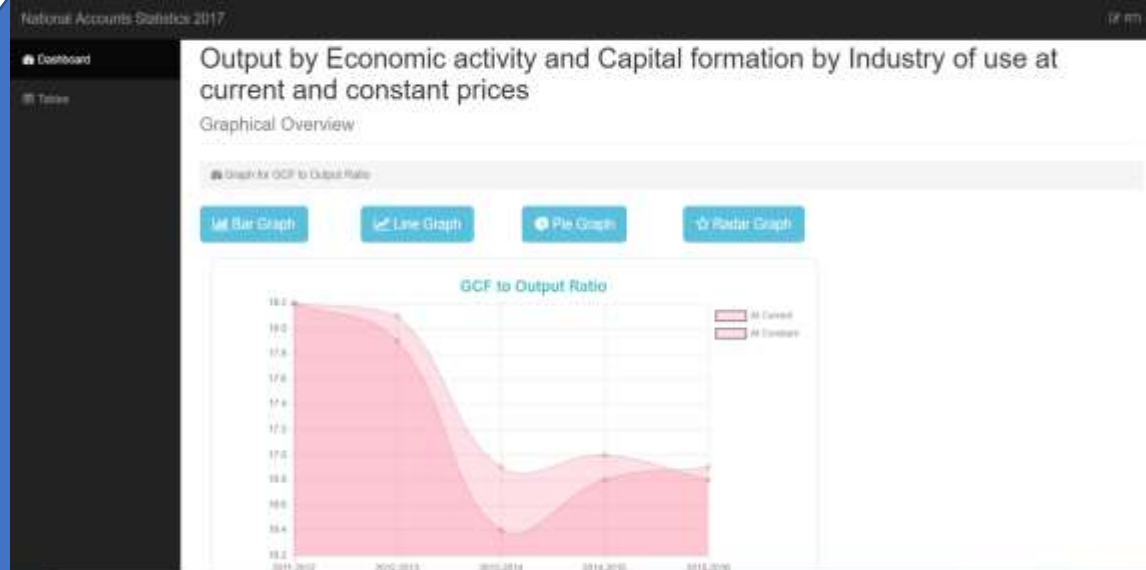 National Accounts Statistics 2017
Dashboard
Tables
Output by Economic activity and Capital formation by Industry of use at
current and constant prices
Graphical Overview
Graph for GCF to Output Ratio
Bar Graph
Line Graph
Pie Graph
Radar Graph
GCF to Output Ratio
At Current
At Constant
18.2
18.0
17.8
17.6
17.4
17.2
17.0
16.8
16.6
16.4
16.2
2011-2012 2012-2013 2013-2014 2014-2015 2015-2016